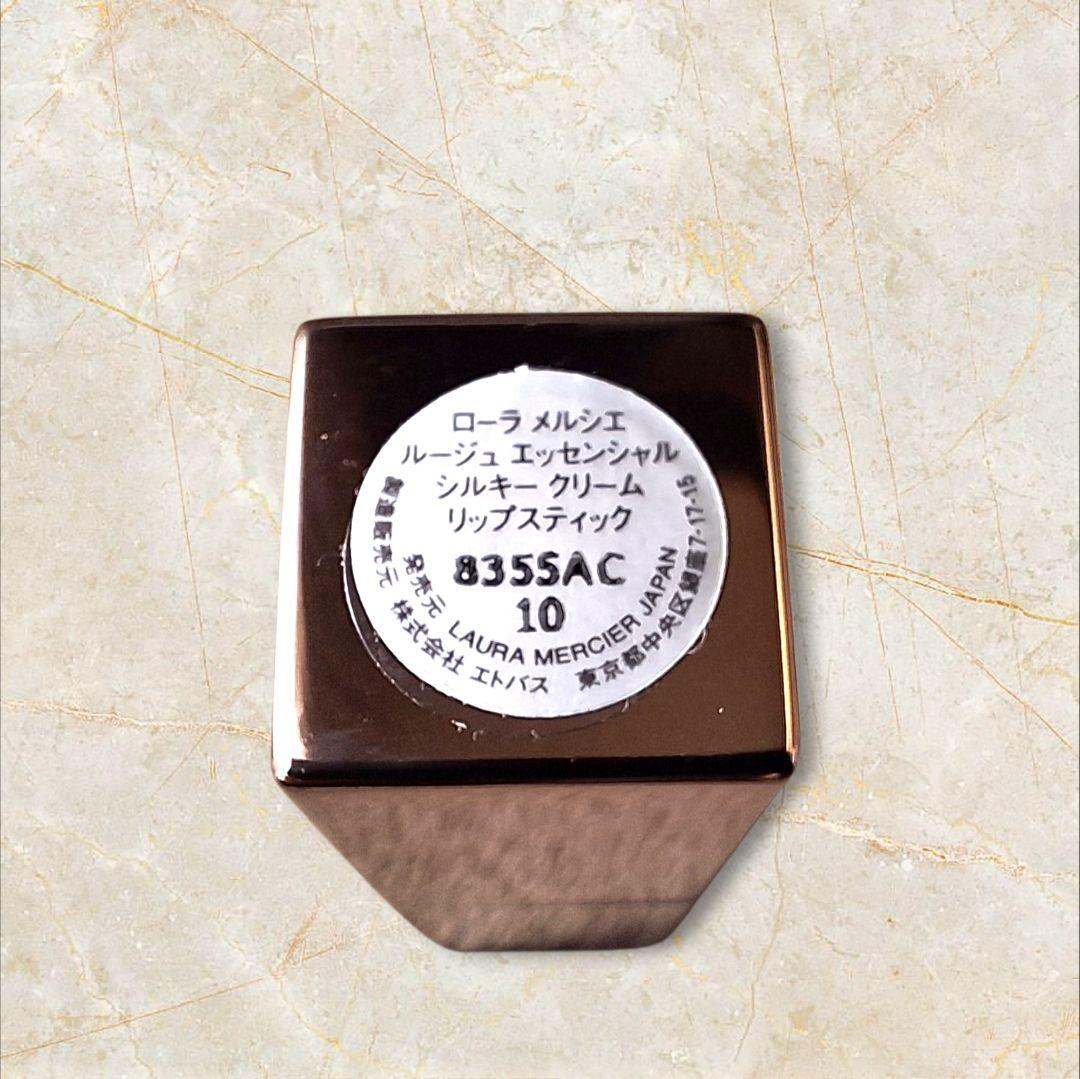 ローラ メルシエ
ルージュ エッセンシャル
シルキー クリーム
リップスティック
8355AC
10
発売元 LAURA MERCIER JAPAN
製造販売元 株式会社 エトバス 東京都中央区銀座7-17-15